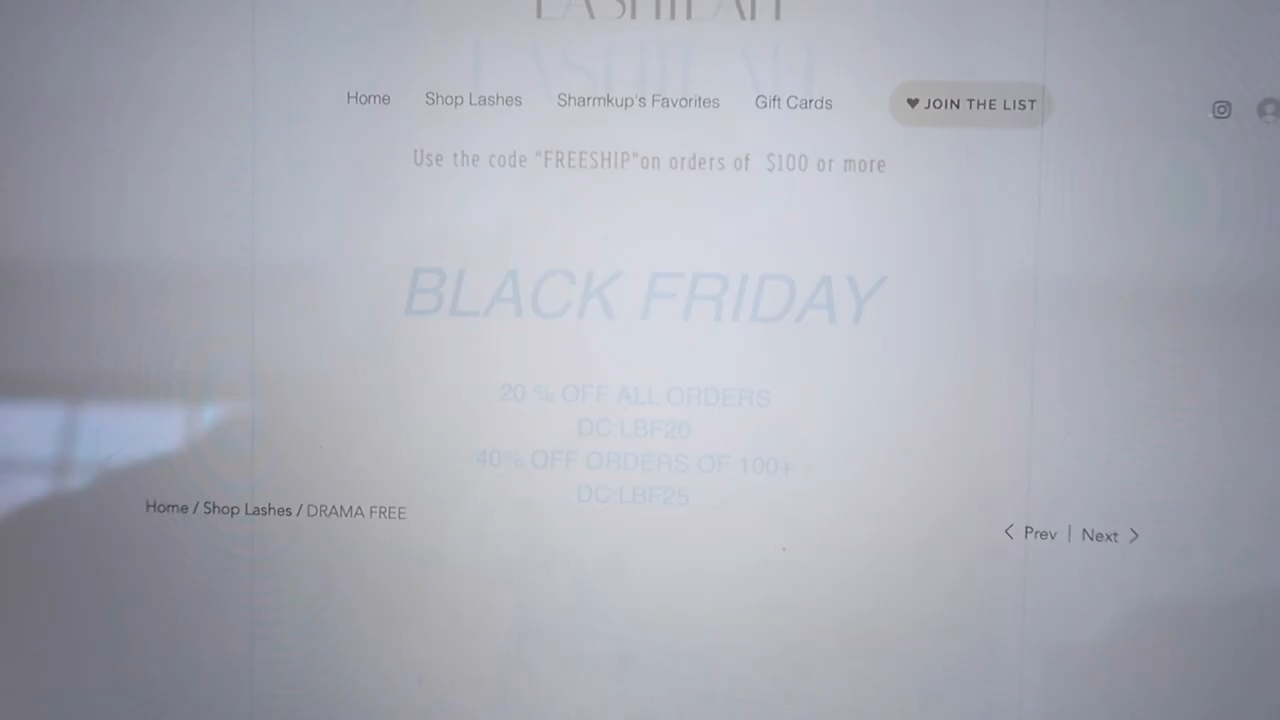 Home Shop Lashes Sharmkup's Favorites Gift Cards ♥ JOIN THE LIST
Use the code "FREESHIP"on orders of $100 or more
BLACK FRIDAY
20 % OFF ALL ORDERS
DC:LBF20
40% OFF ORDERS OF 100+
DC:LBF25
Home / Shop Lashes / DRAMA FREE
< Prev | Next >